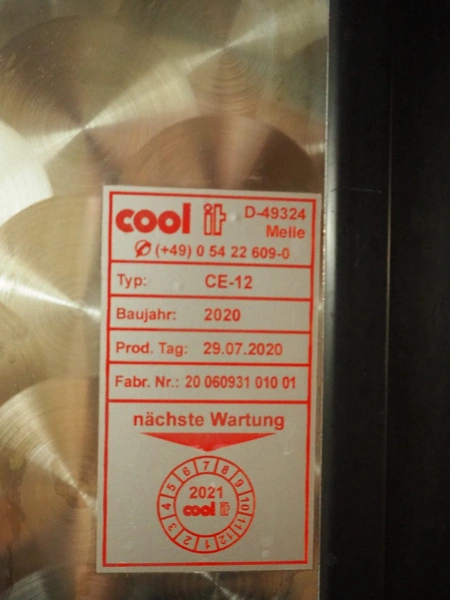 cool it D-49324
Melle
✆ (+49) 0 54 22 609-0
Typ: CE-12
Baujahr: 2020
Prod. Tag: 29.07.2020
Fabr. Nr.: 20 060931 010 01
nächste Wartung
1 2 3 4 5 6 7 8 9 10 11 12
2021
cool it